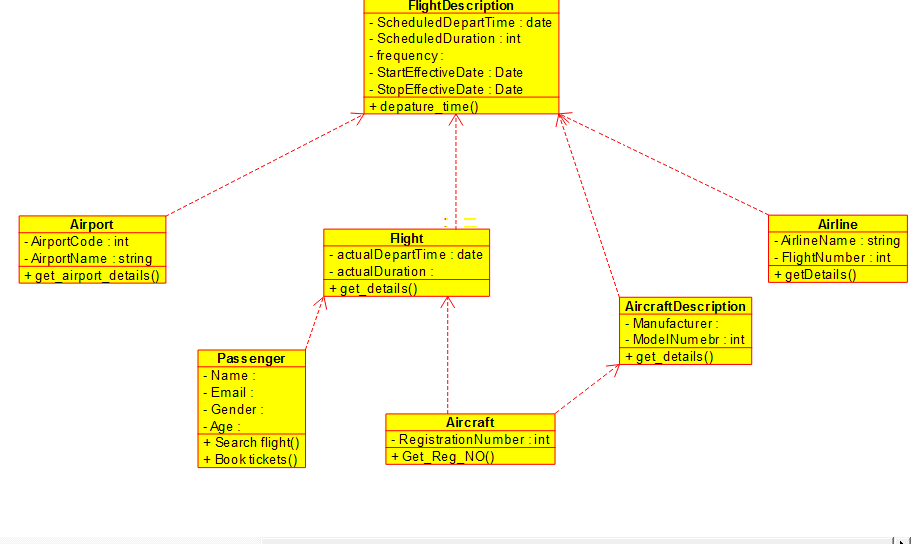 FlightDescription
- ScheduledDepartTime : date
- ScheduledDuration : int
- frequency :
- StartEffectiveDate : Date
- StopEffectiveDate : Date
+ depature_time()
Airport
- AirportCode : int
- AirportName : string
+ get_airport_details()
Flight
- actualDepartTime : date
- actualDuration :
+ get_details()
Airline
- AirlineName : string
- FlightNumber : int
+ getDetails()
AircraftDescription
- Manufacturer :
- ModelNumebr : int
+ get_details()
Passenger
- Name :
- Email :
- Gender :
- Age :
+ Search flight()
+ Book tickets()
Aircraft
- RegistrationNumber : int
+ Get_Reg_NO()